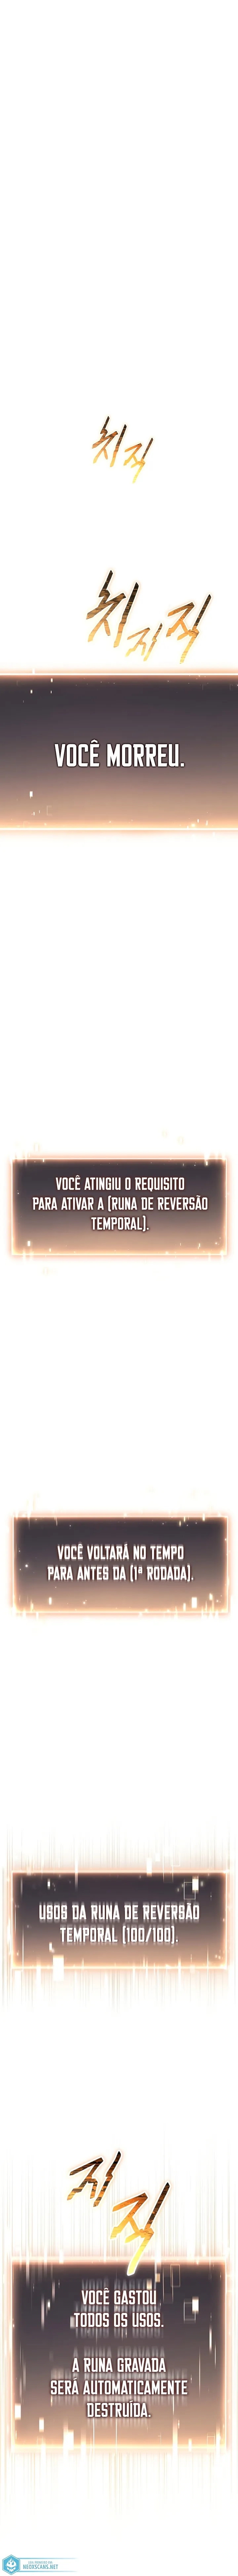 치직
치지직
VOCÊ MORREU.
VOCÊ ATINGIU O REQUISITO
PARA ATIVAR A [RUNA DE REVERSÃO
TEMPORAL].
VOCÊ VOLTARÁ NO TEMPO
PARA ANTES DA [1ª RODADA].
USOS DA RUNA DE REVERSÃO
TEMPORAL [100/100].
지직
VOCÊ GASTOU
TODOS OS USOS.
A RUNA GRAVADA
SERÁ AUTOMATICAMENTE
DESTRUÍDA.
NEOXSCANS.NET